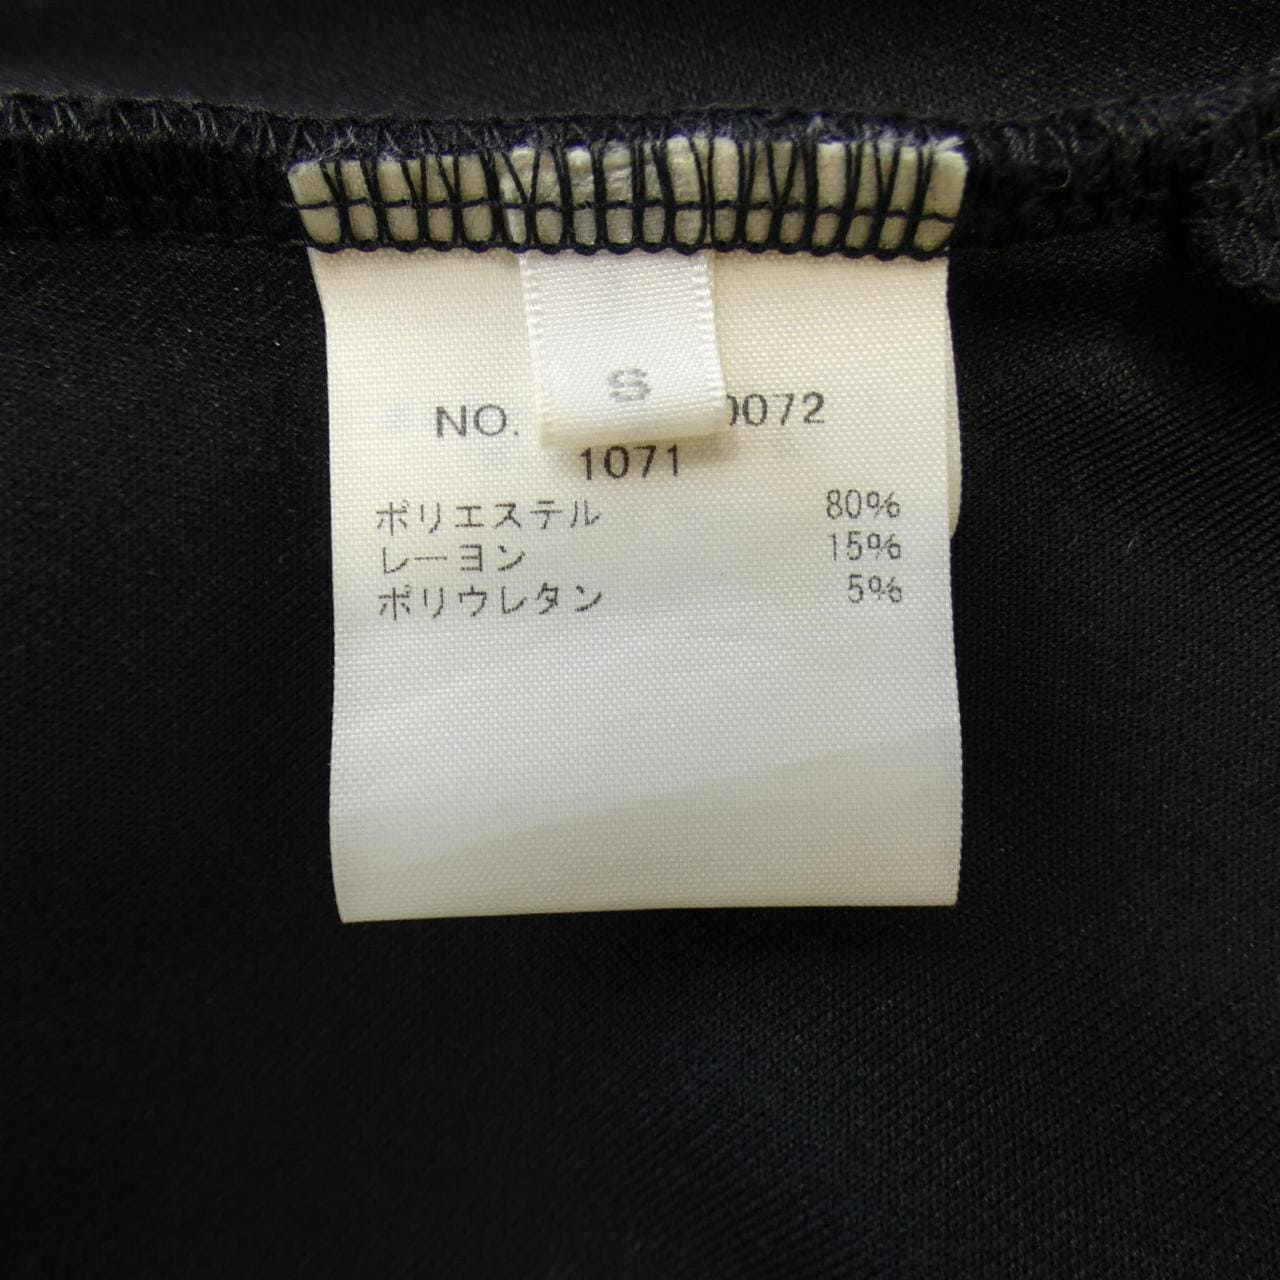 S
NO. 0072
1071
ポリエステル 80%
レーヨン 15%
ポリウレタン 5%